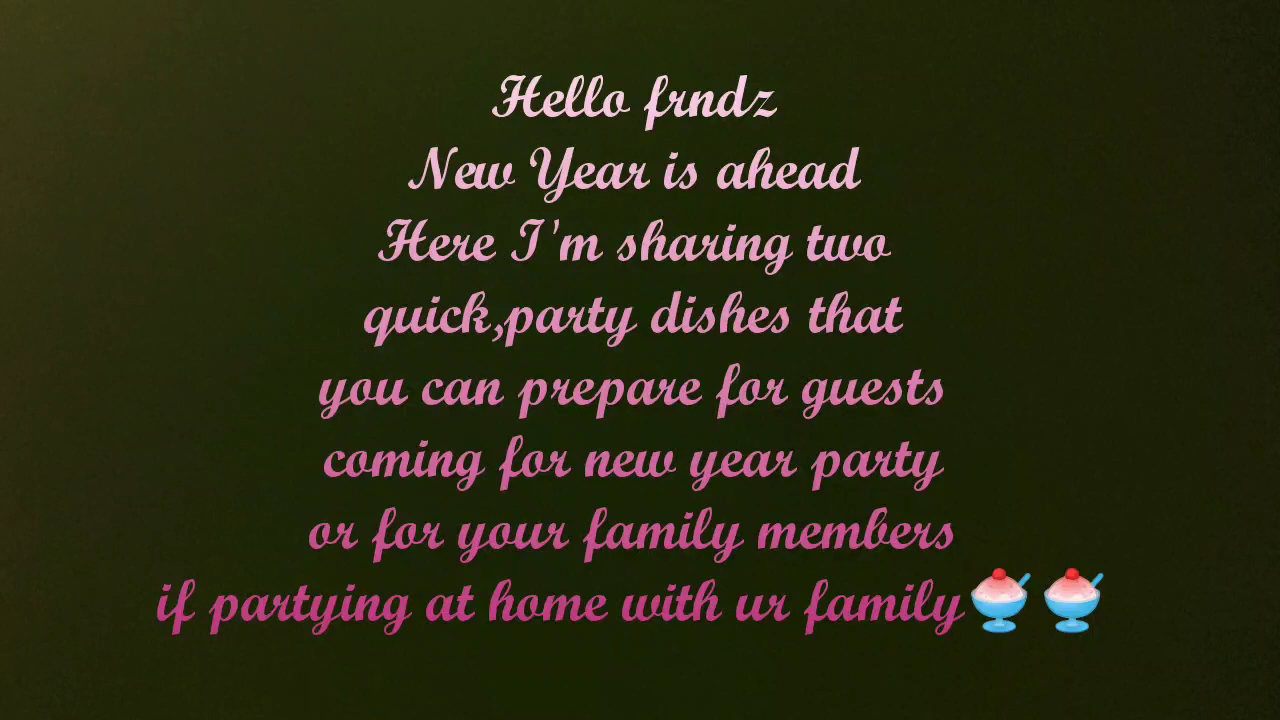 Hello frndz
New Year is ahead
Here I'm sharing two
quick,party dishes that
you can prepare for guests
coming for new year party
or for your family members
if partying at home with ur family🍧🍧